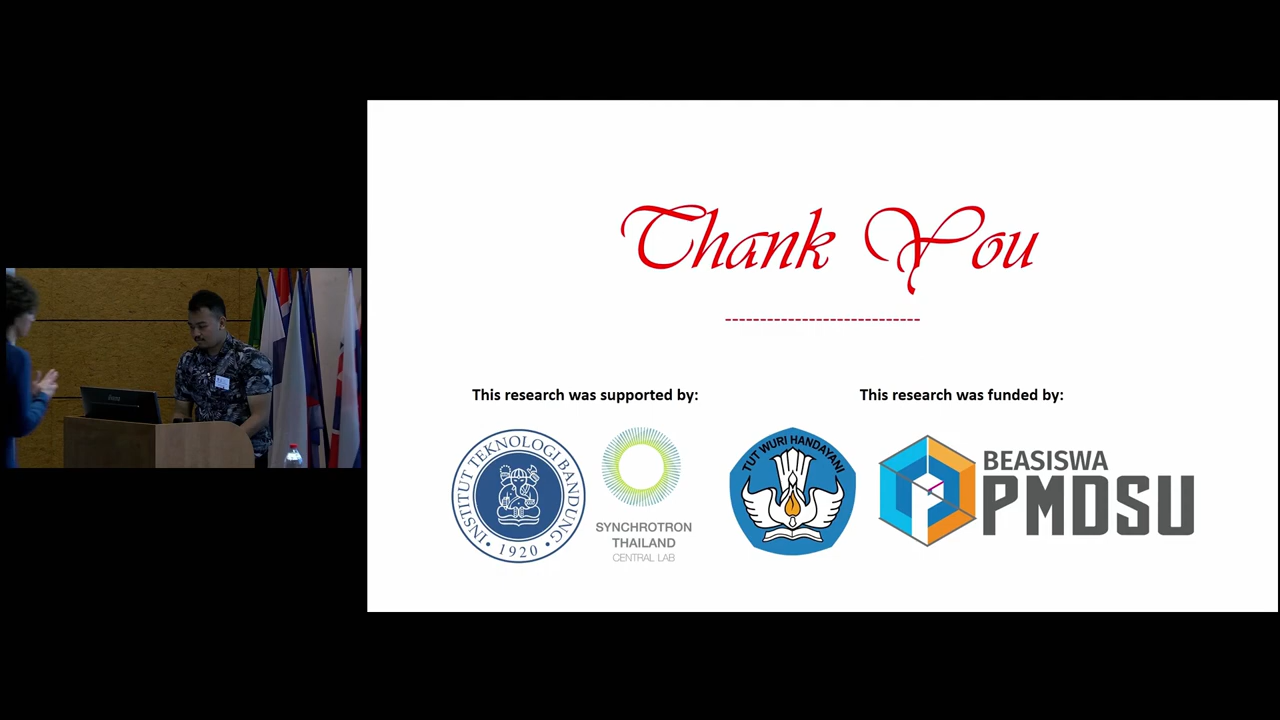 Thank You
----------------------------
This research was supported by:
This research was funded by:
INSTITUT TEKNOLOGI BANDUNG
• 1920 •
SYNCHROTRON
THAILAND
CENTRAL LAB
TUT WURI HANDAYANI
BEASISWA
PMDSU